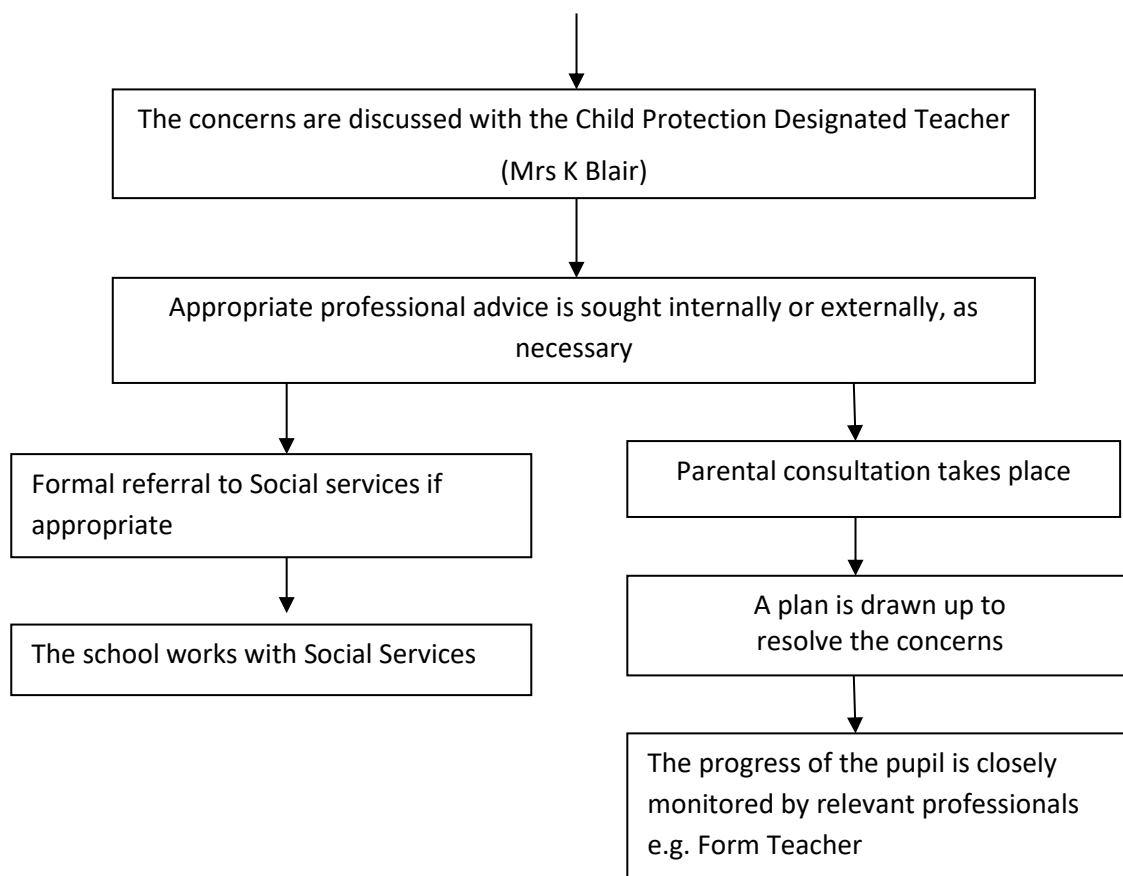 The concerns are discussed with the Child Protection Designated Teacher
(Mrs K Blair)
Appropriate professional advice is sought internally or externally, as
necessary
Formal referral to Social services if
appropriate
The school works with Social Services
Parental consultation takes place
A plan is drawn up to
resolve the concerns
The progress of the pupil is closely
monitored by relevant professionals
e.g. Form Teacher